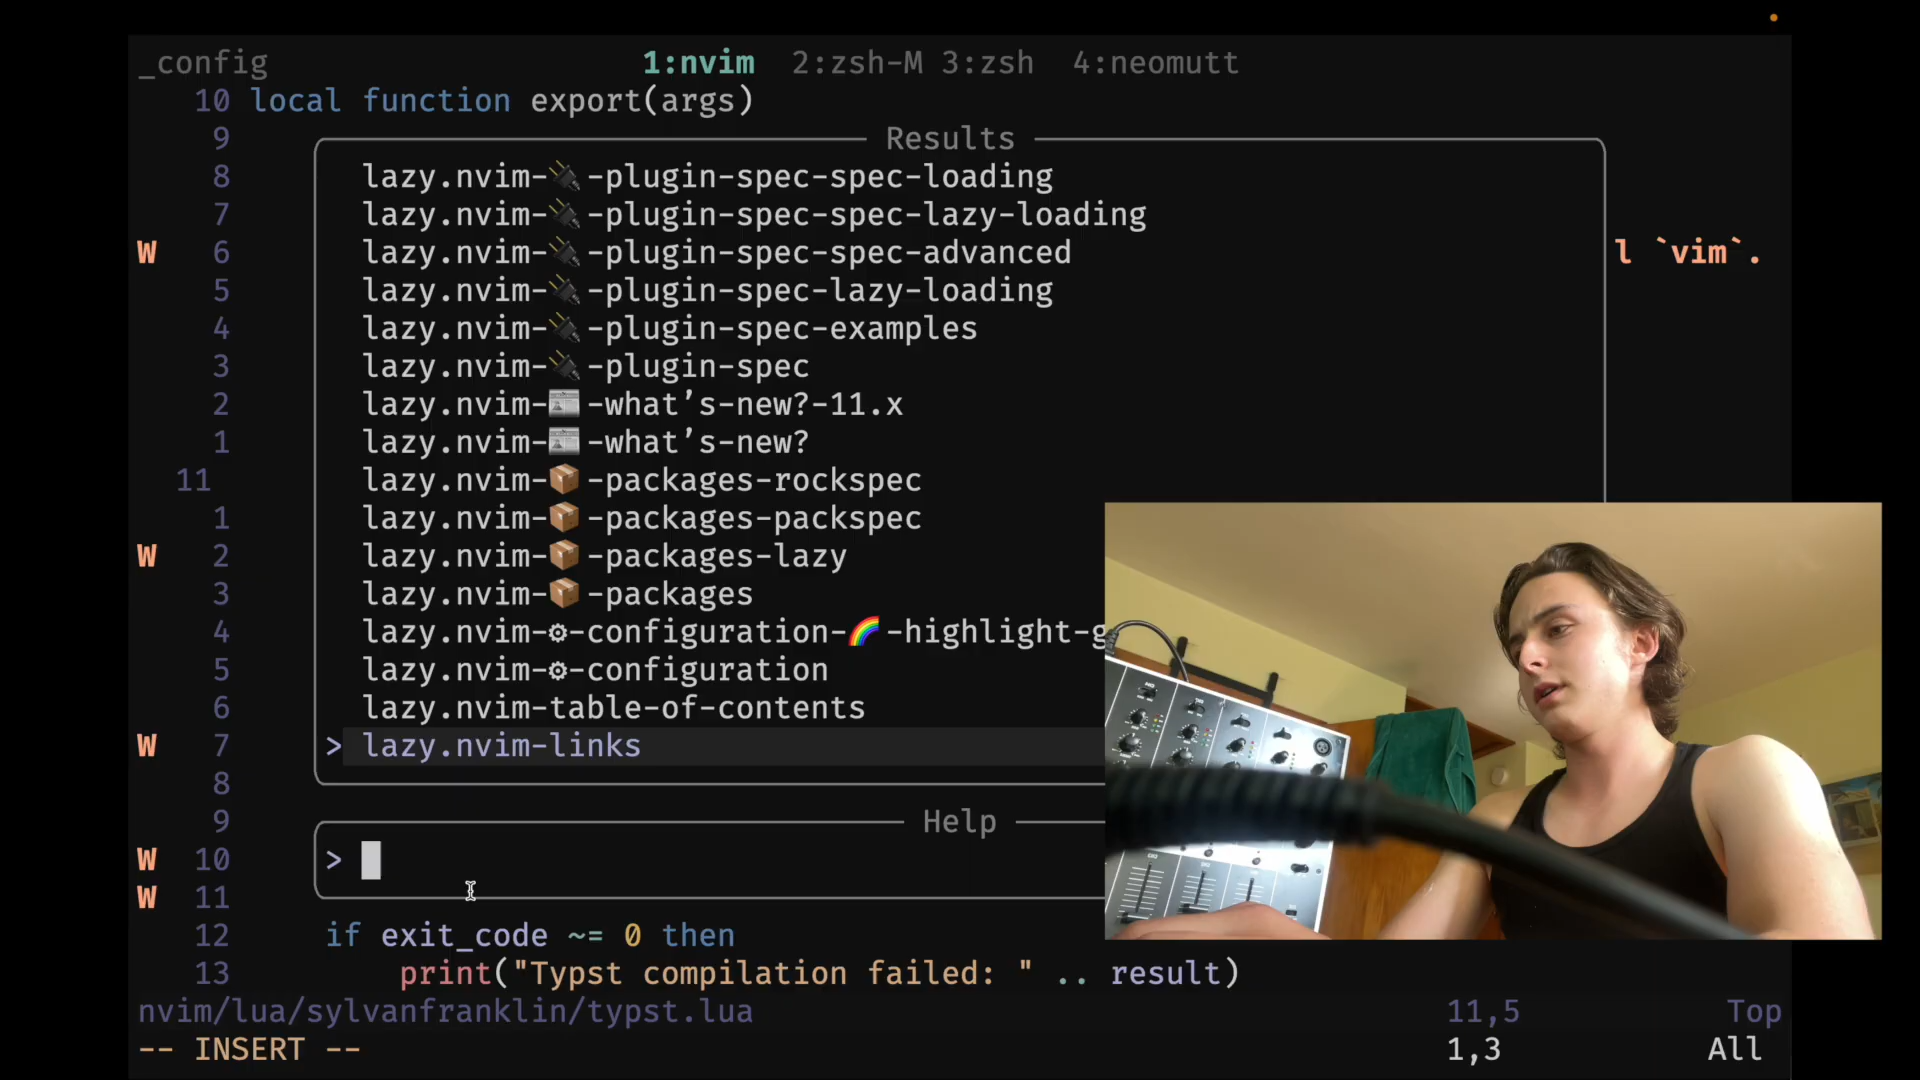 _config 1:nvim 2:zsh-M 3:zsh 4:neomutt
10 local function export(args)
9 Results
8 lazy.nvim-🔌-plugin-spec-spec-loading
7 lazy.nvim-🔌-plugin-spec-spec-lazy-loading
W 6 lazy.nvim-🔌-plugin-spec-spec-advanced l `vim`.
5 lazy.nvim-🔌-plugin-spec-lazy-loading
4 lazy.nvim-🔌-plugin-spec-examples
3 lazy.nvim-🔌-plugin-spec
2 lazy.nvim-📰-what’s-new?-11.x
1 lazy.nvim-📰-what’s-new?
11 lazy.nvim-📦-packages-rockspec
1 lazy.nvim-📦-packages-packspec
W 2 lazy.nvim-📦-packages-lazy
3 lazy.nvim-📦-packages
4 lazy.nvim-⚙-configuration-🌈-highlight-g
5 lazy.nvim-⚙-configuration
6 lazy.nvim-table-of-contents
W 7 > lazy.nvim-links
8
9 Help
W 10 >
W 11
12 if exit_code ~= 0 then
13 print("Typst compilation failed: " .. result)
nvim/lua/sylvanfranklin/typst.lua 11,5 Top
-- INSERT -- 1,3 All